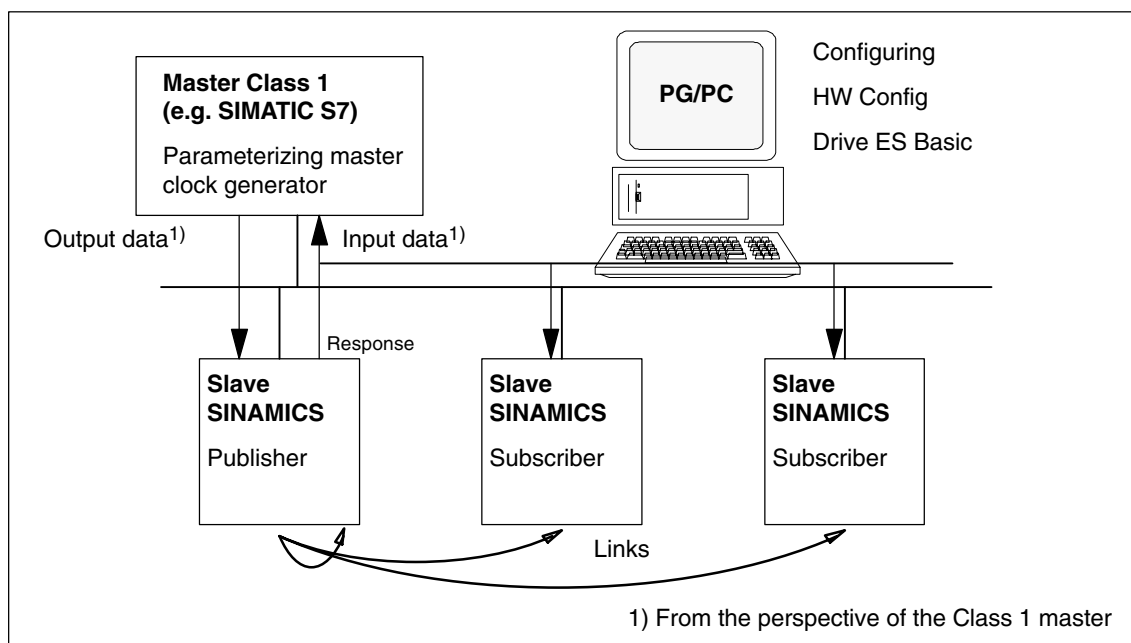 Master Class 1
(e.g. SIMATIC S7)
Parameterizing master
clock generator
PG/PC
Configuring
HW Config
Drive ES Basic
Output data1)
Input data1)
Response
Slave
SINAMICS
Publisher
Slave
SINAMICS
Subscriber
Slave
SINAMICS
Subscriber
Links
1) From the perspective of the Class 1 master